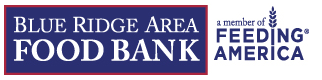 BLUE RIDGE AREA
FOOD BANK
a member of
FEEDING®
AMERICA